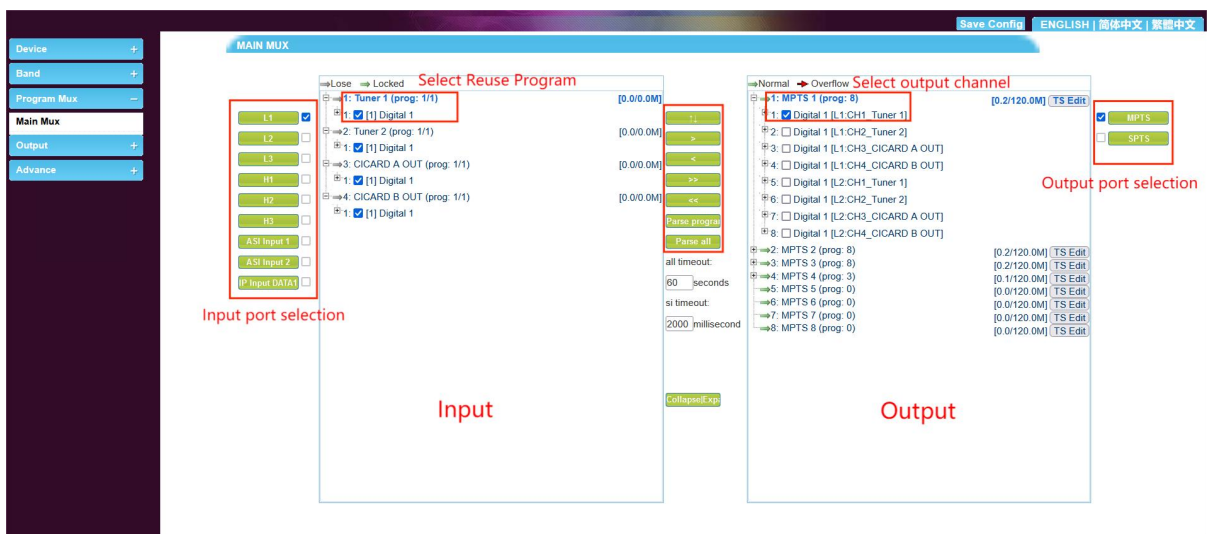 Save Config ENGLISH | 简体中文 | 繁體中文
Device +
Band +
Program Mux −
Main Mux
Output +
Advance +
MAIN MUX
L1
L2
L3
H1
H2
H3
ASI Input 1
ASI Input 2
IP Input DATA1
Input port selection
Lose Locked Select Reuse Program
1: Tuner 1 (prog: 1/1) [0.0/0.0M]
1: [1] Digital 1
2: Tuner 2 (prog: 1/1) [0.0/0.0M]
1: [1] Digital 1
3: CICARD A OUT (prog: 1/1) [0.0/0.0M]
1: [1] Digital 1
4: CICARD B OUT (prog: 1/1) [0.0/0.0M]
1: [1] Digital 1
Input
↑↓
>
<
>>
<<
Parse progra
Parse all
all timeout:
60 seconds
si timeout:
2000 millisecond
Collapse|Exp
Normal Overflow Select output channel
1: MPTS 1 (prog: 8) [0.2/120.0M] TS Edit
1: Digital 1 [L1:CH1_Tuner 1]
2: Digital 1 [L1:CH2_Tuner 2]
3: Digital 1 [L1:CH3_CICARD A OUT]
4: Digital 1 [L1:CH4_CICARD B OUT]
5: Digital 1 [L2:CH1_Tuner 1]
6: Digital 1 [L2:CH2_Tuner 2]
7: Digital 1 [L2:CH3_CICARD A OUT]
8: Digital 1 [L2:CH4_CICARD B OUT]
2: MPTS 2 (prog: 8) [0.2/120.0M] TS Edit
3: MPTS 3 (prog: 8) [0.2/120.0M] TS Edit
4: MPTS 4 (prog: 3) [0.1/120.0M] TS Edit
5: MPTS 5 (prog: 0) [0.0/120.0M] TS Edit
6: MPTS 6 (prog: 0) [0.0/120.0M] TS Edit
7: MPTS 7 (prog: 0) [0.0/120.0M] TS Edit
8: MPTS 8 (prog: 0) [0.0/120.0M] TS Edit
Output
MPTS
SPTS
Output port selection